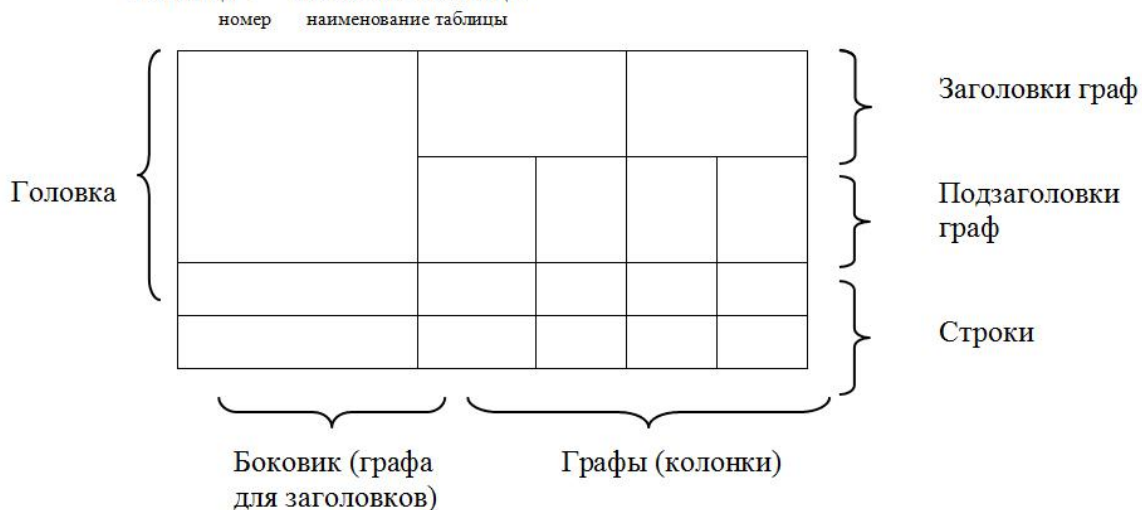 номер наименование таблицы
Заголовки граф
Головка
Подзаголовки
граф
Строки
Боковик (графа
для заголовков)
Графы (колонки)